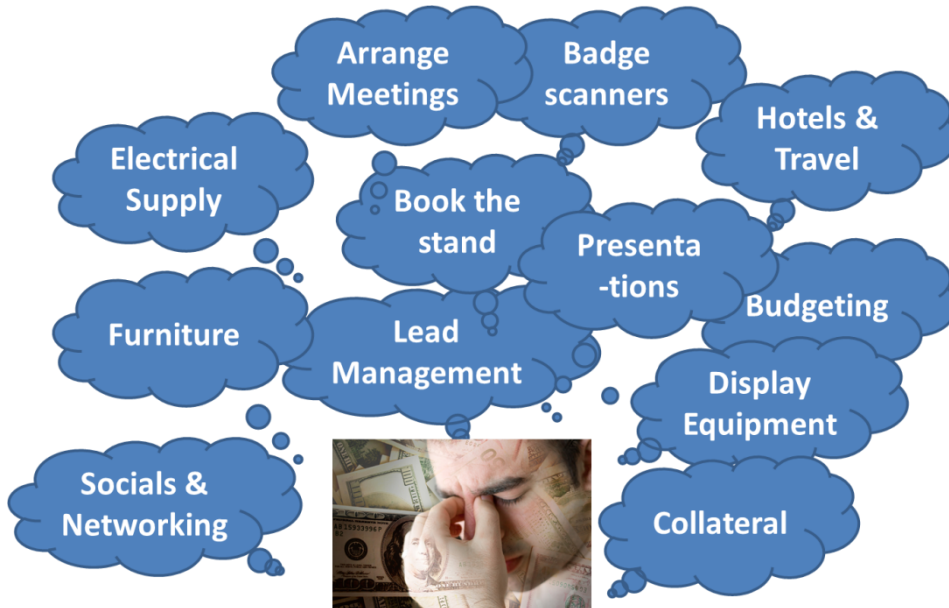 Arrange
Meetings
Badge
scanners
Hotels &
Travel
Electrical
Supply
Book the
stand
Presenta
-tions
Budgeting
Furniture
Lead
Management
Display
Equipment
Socials &
Networking
Collateral